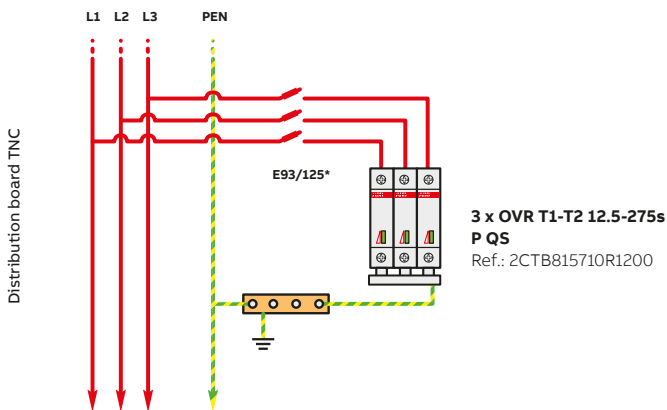 L1 L2 L3 PEN
Distribution board TNC
E93/125*
3 x OVR T1-T2 12.5-275s
P QS
Ref.: 2CTB815710R1200